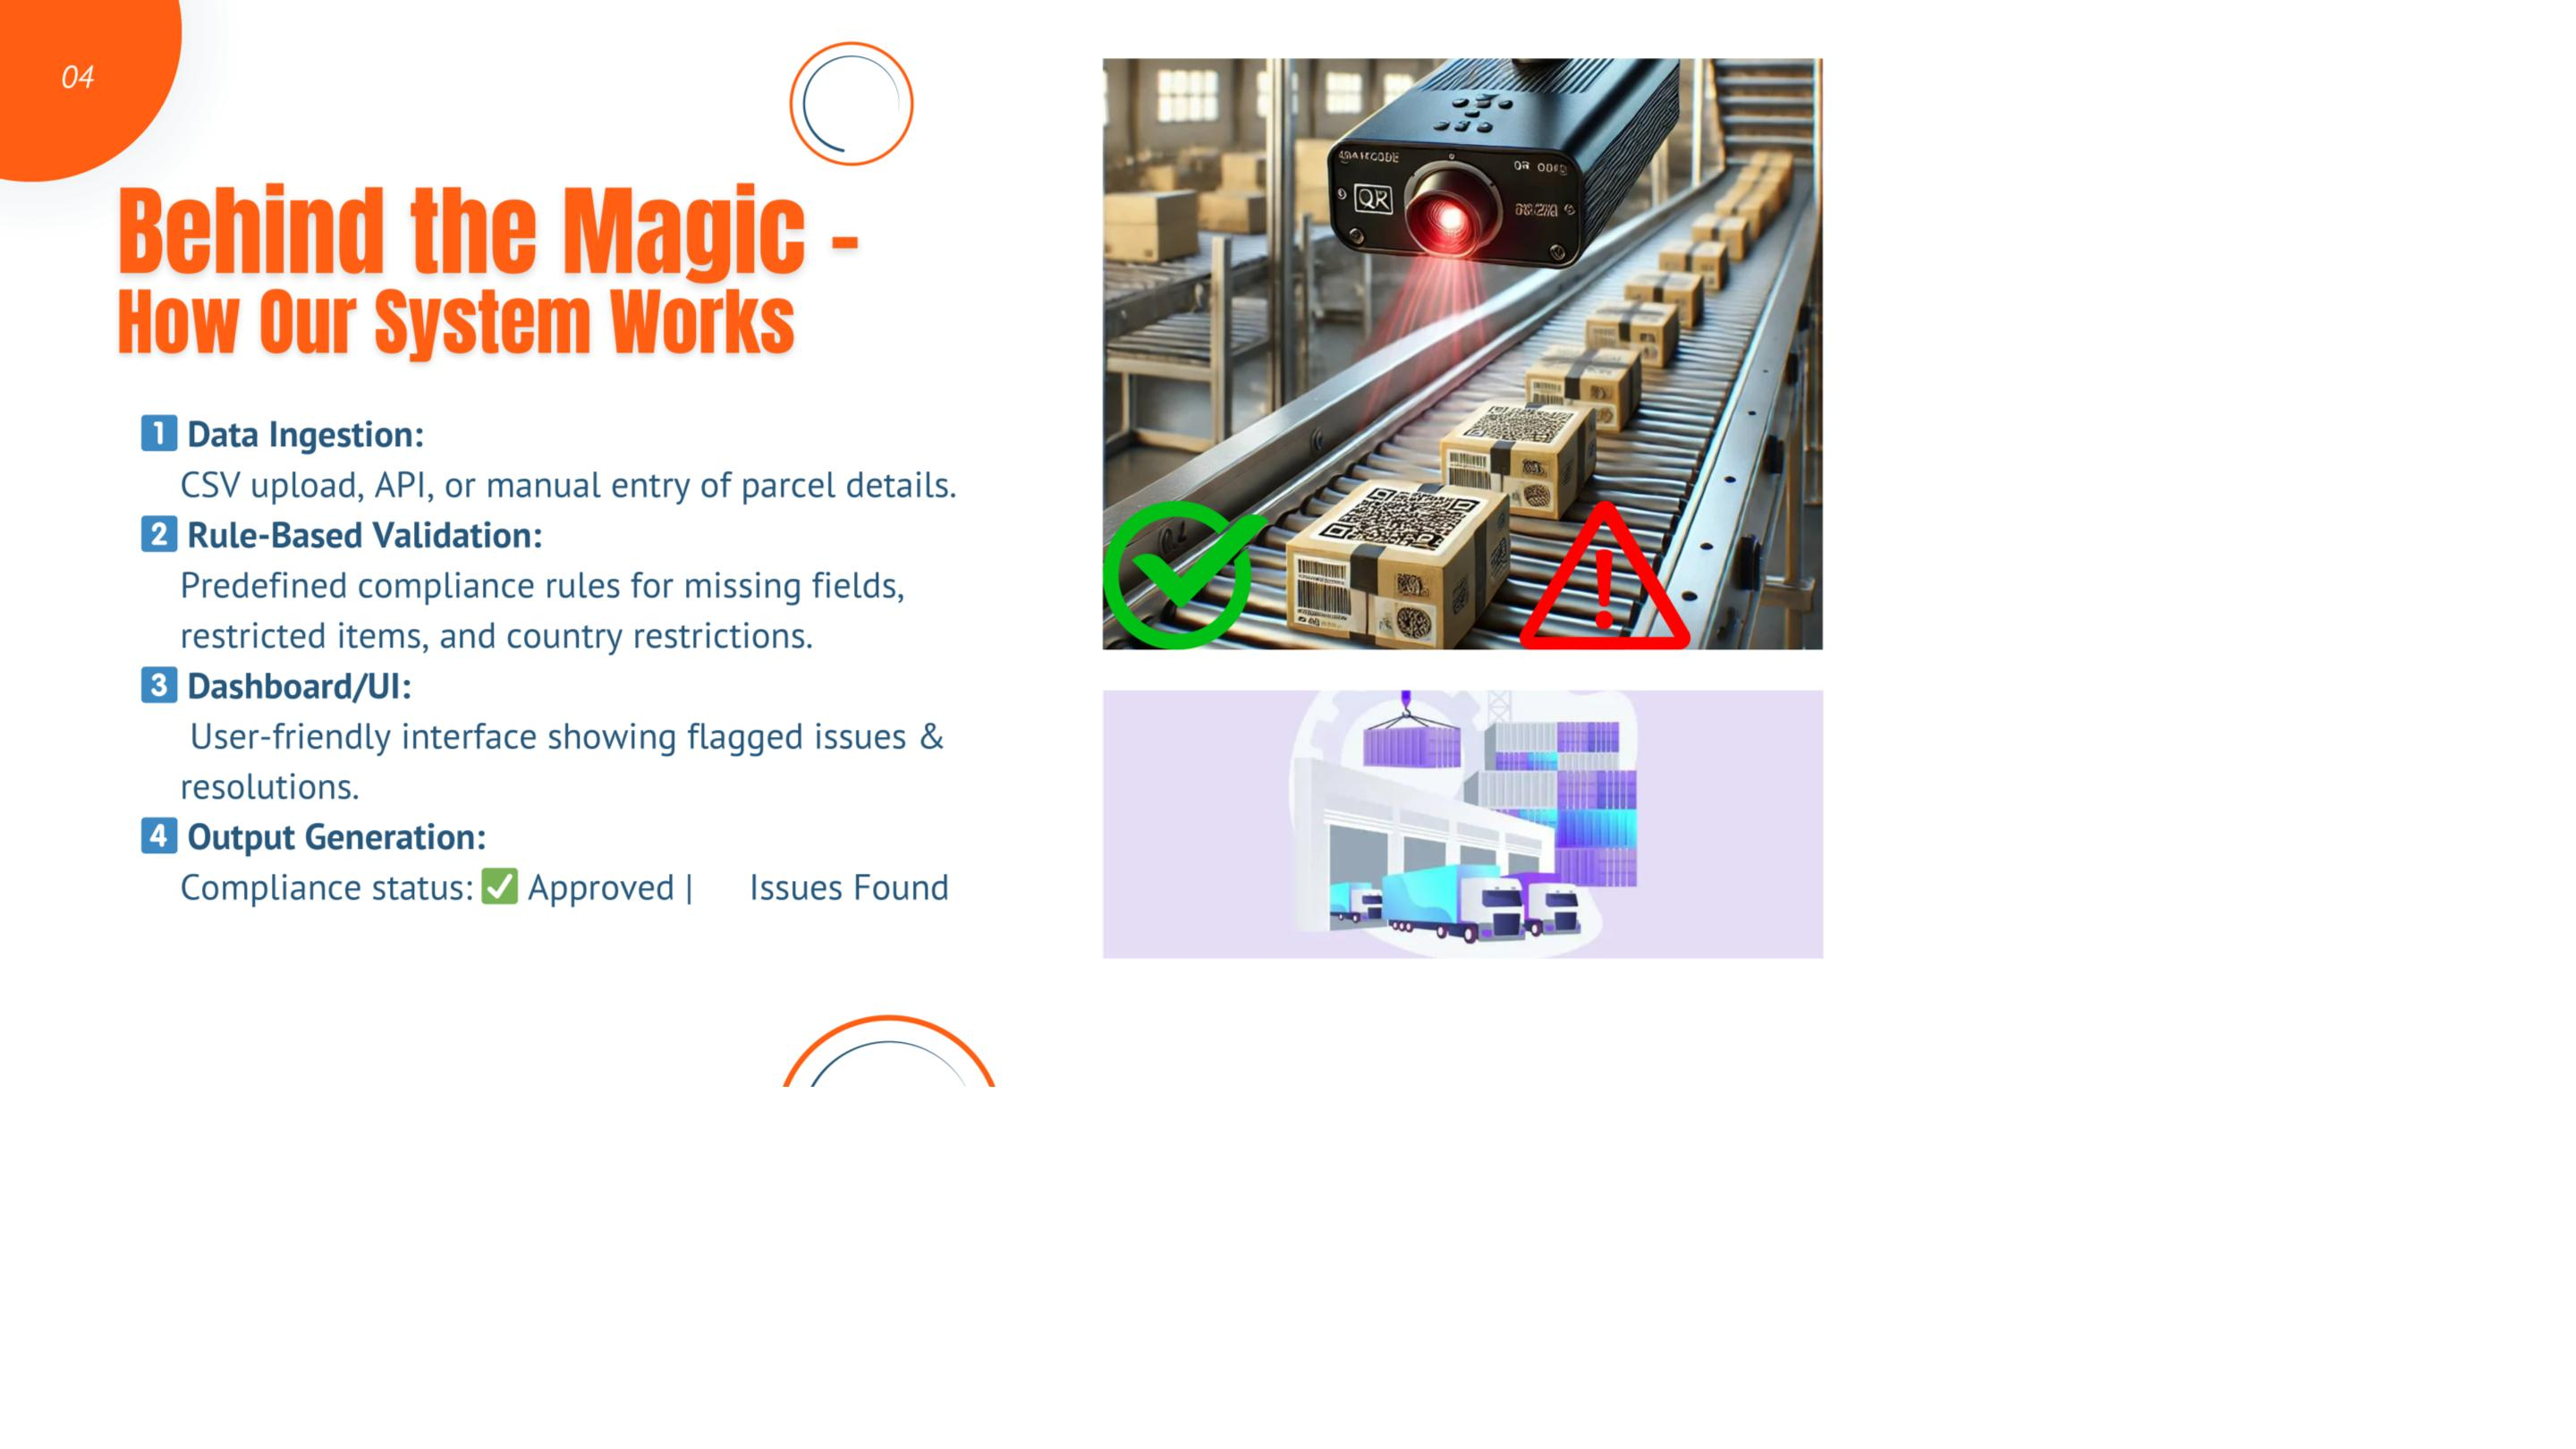 04
Behind the Magic -
How Our System Works
1 Data Ingestion:
CSV upload, API, or manual entry of parcel details.
2 Rule-Based Validation:
Predefined compliance rules for missing fields,
restricted items, and country restrictions.
3 Dashboard/UI:
User-friendly interface showing flagged issues &
resolutions.
4 Output Generation:
Compliance status: ✅ Approved | Issues Found
QR